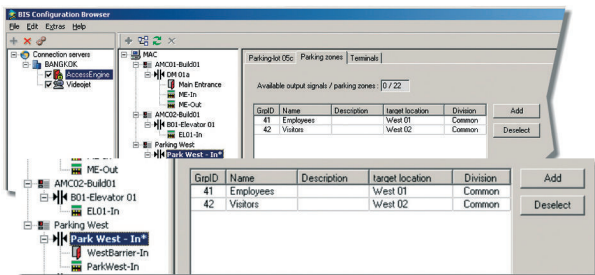 BIS Configuration Browser
File Edit Extras Help
Connection servers
BANGKOK
AccessEngine
Videojet
MAC
AMC01-Build01
DM 01a
Main Entrance
ME-In
ME-Out
AMC02-Build01
B01-Elevator 01
EL01-In
Parking West
Park West - In*
Parking-lot 05c Parking zones Terminals
Available output signals / parking zones : 0 / 22
GrpID Name Description target location Division
41 Employees West 01 Common
42 Visitors West 02 Common
Add
Deselect
ME-Out
AMC02-Build01
B01-Elevator 01
EL01-In
Parking West
Park West - In*
WestBarrier-In
ParkWest-In
GrpID Name Description target location Division
41 Employees West 01 Common
42 Visitors West 02 Common
Add
Deselect